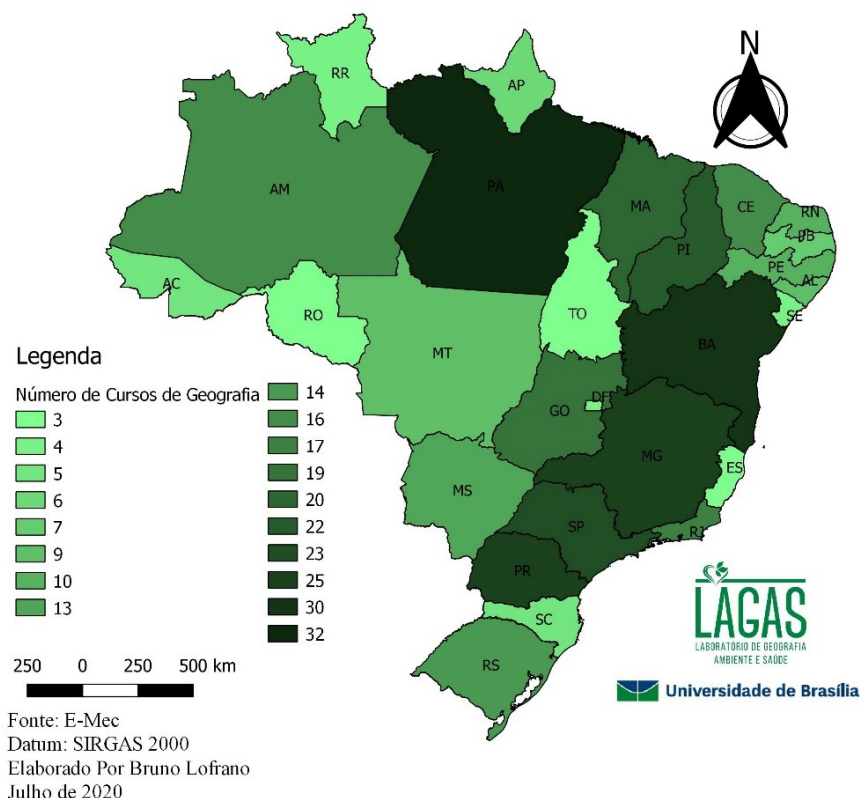 N
RR
AP
AM
PA
MA
CE
RN
PB
PI
PE
AL
AC
SE
RO
TO
BA
MT
DF
GO
MG
ES
MS
SP
RJ
PR
SC
RS
Legenda
Número de Cursos de Geografia
3
4
5
6
7
9
10
13
14
16
17
19
20
22
23
25
30
32
250 0 250 500 km
Fonte: E-Mec
Datum: SIRGAS 2000
Elaborado Por Bruno Lofrano
Julho de 2020
LAGAS
LABORATÓRIO DE GEOGRAFIA
AMBIENTE E SAÚDE
Universidade de Brasília